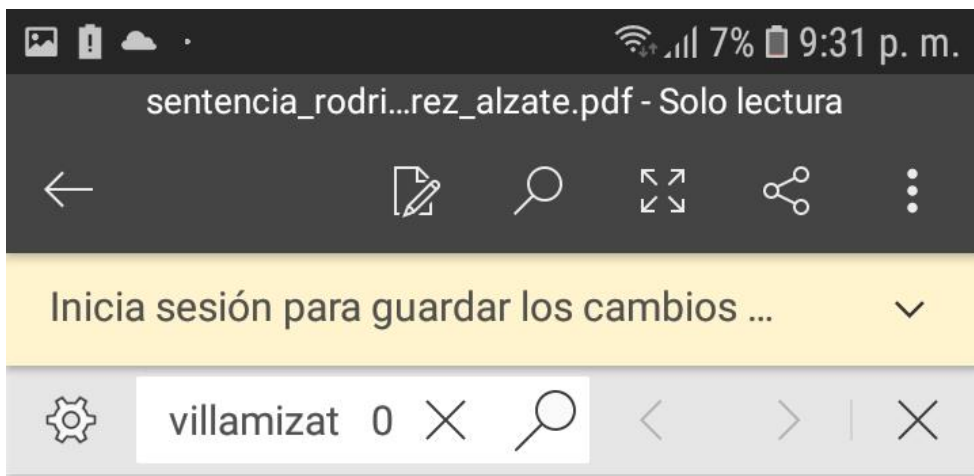 7% 9:31 p. m.
sentencia_rodri...rez_alzate.pdf - Solo lectura
Inicia sesión para guardar los cambios ...
villamizat 0